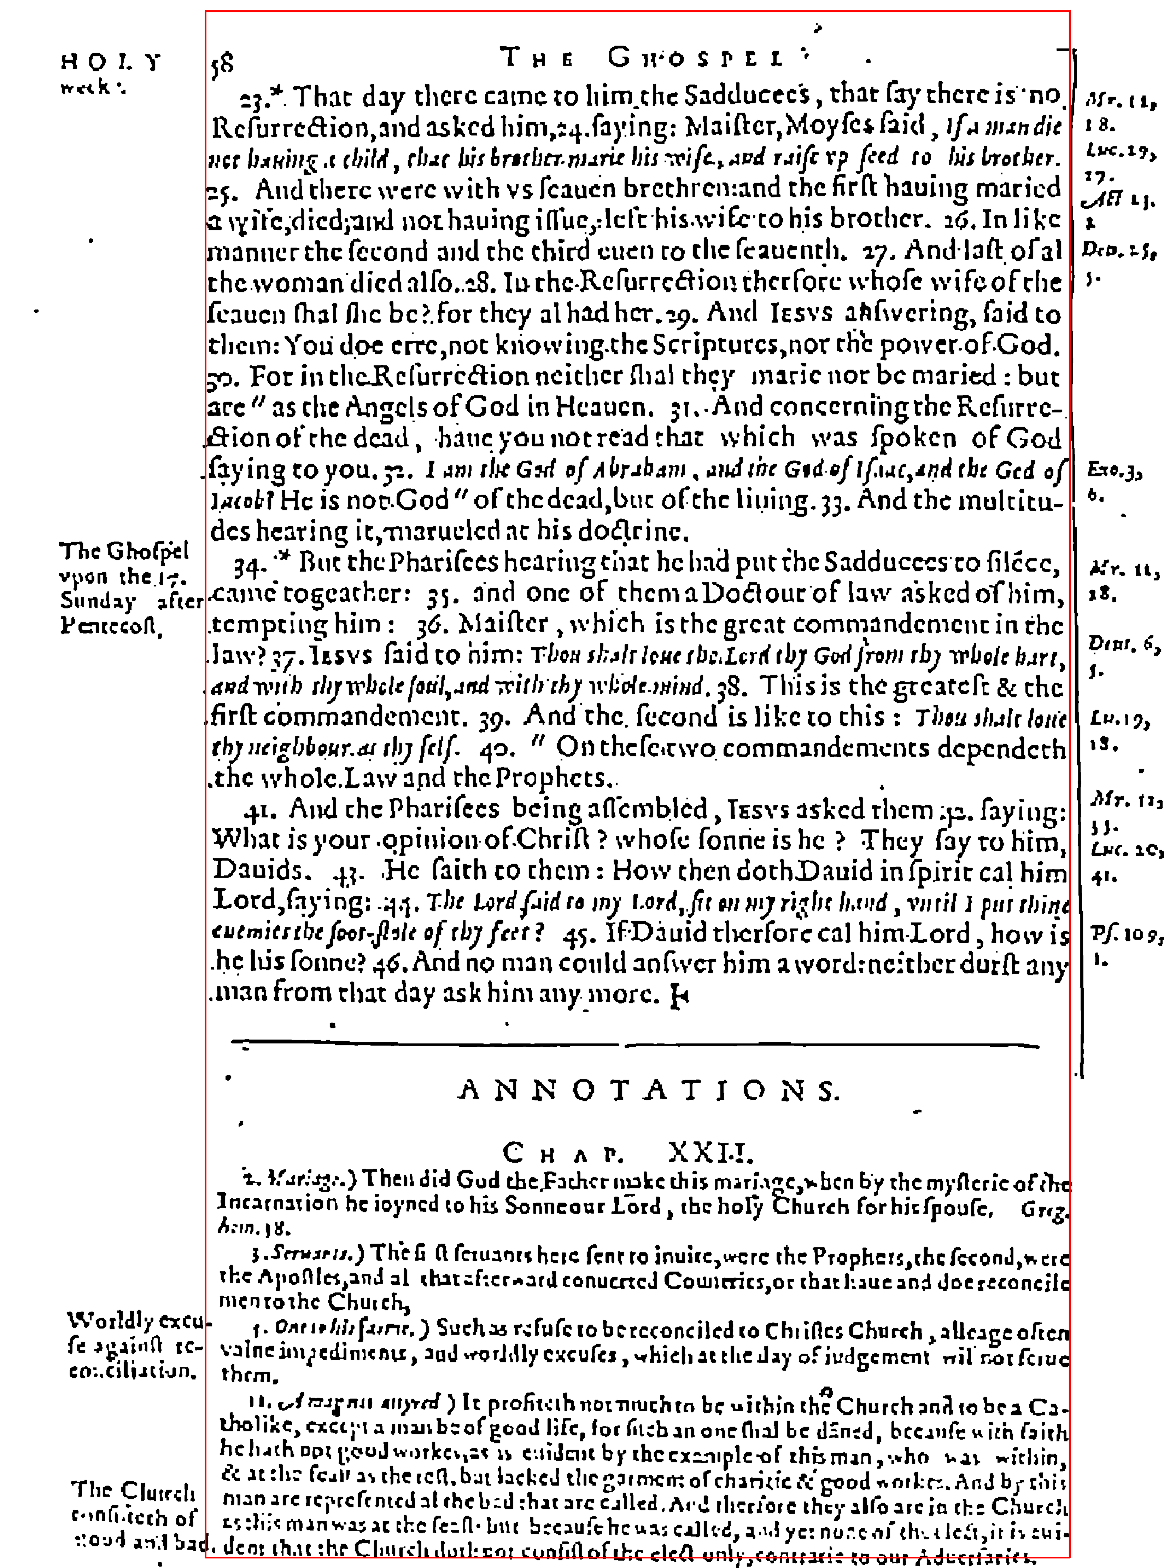 HOLY
weck
58
THE GHOSPEL
23.* That day there came to him the Sadducees, that ſay there is no
Reſurrection, and asked him, 24. ſaying: Maiſter, Moyſes ſaid, If a man die
not hauing a child, that his brother marie his wife, and raiſe vp ſeed to his brother.
25. And there were with vs ſeauen brethren: and the firſt hauing maried
a wife, died; and not hauing iſſue, left his wife to his brother. 26. In like
manner the ſecond and the third euen to the ſeauenth. 27. And laſt of al
the woman died alſo. 28. In the Reſurrection therfore whoſe wife of the
ſeauen ſhal ſhe be? for they al had her. 29. And IESVS anſwering, ſaid to
them: You doe erre, not knowing the Scriptures, nor the power of God.
30. For in the Reſurrection neither ſhal they marie nor be maried: but
are " as the Angels of God in Heauen. 31. And concerning the Reſurre-
ction of the dead, haue you not read that which was ſpoken of God
ſaying to you. 32. I am the God of Abraham, and the God of Iſaac, and the God of
Iacob? He is not God " of the dead, but of the liuing. 33. And the multitu-
des hearing it, marueled at his doctrine.
34. * But the Phariſees hearing that he had put the Sadducees to ſilẽce,
came togeather: 35. and one of them a Doctour of law asked of him,
tempting him: 36. Maiſter, which is the great commandement in the
law? 37. IESVS ſaid to him: Thou shalt loue the Lord thy God from thy whole hart,
and with thy whole ſoul, and with thy whole mind. 38. This is the greateſt & the
firſt commandement. 39. And the ſecond is like to this: Thou shalt loue
thy neighbour as thy ſelf. 40. " On theſe two commandements dependeth
the whole Law and the Prophets.
41. And the Phariſees being aſſembled, IESVS asked them 42. ſaying:
What is your opinion of Chriſt? whoſe ſonne is he? They ſay to him,
Dauids. 43. He ſaith to them: How then doth Dauid in ſpirit cal him
Lord, ſaying: 44. The Lord ſaid to my Lord, ſit on my right hand, vntil I put thine
enemies the foot-ſtole of thy feet? 45. If Dauid therfore cal him Lord, how is
he his ſonne? 46. And no man could anſwer him a word: neither durſt any
man from that day ask him any more.
Mr. 12,
18.
Luc.
27.
Act 23.
Deu. 25,
5.
Exo. 3,
6.
The Ghoſpel
vpon the 17.
Sunday after
Pentecoſt.
Mr. 12,
28.
Deut. 6,
5.
Lu. 19,
18.
Mr. 12,
Luc. 20,
41.
Pſ. 109,
1.
ANNOTATIONS.
CHAP. XXII.
2. Mariage.) Then did God the Father make this mariage, when by the myſterie of the
Incarnation he ioyned to his Sonne our Lord, the holy Church for his ſpouſe. Greg.
hom. 38.
3. Seruants.) The firſt ſeruants here ſent to inuite, were the Prophets, the ſecond, were
the Apoſtles, and al that afterward conuerted Countries, or that haue and doe reconcile
men to the Church,
5. One to his farme.) Such as refuſe to be reconciled to Chriſtes Church, alleage often
vaine impediments, and worldly excuſes, which at the day of iudgement wil not ſerue
them.
11. A man not attyred) It profiteth not much to be within the Church and to be a Ca-
tholike, except a man be of good life, for ſuch an one ſhal be dãned, becauſe with faith
he hath not good workes, as is euident by the example of this man, who was within,
& at the feaſt as the reſt, but lacked the garment of charitie & good workes. And by this
man are repreſented al the bad that are called. And therfore they alſo are in the Church
as this man was at the feaſt: but becauſe he was called, and yet none of the elect, it is eui-
dent that the Church doth not conſiſt of the elect only, contrarie to our Aduerſaries.
Worldly excu-
ſe againſt re-
conciliation.
The Church
conſiſteth of
good and bad.